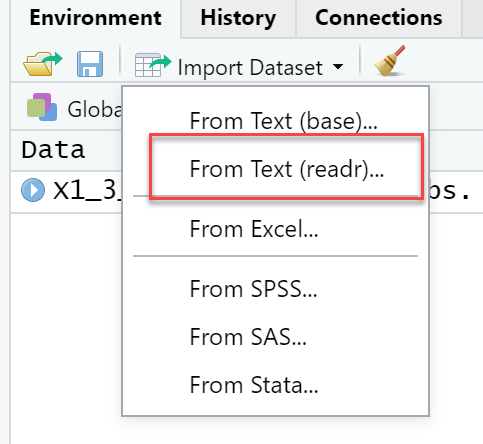 Environment History Connections
Import Dataset
Globa
Data
X1_3_ bs.
From Text (base)...
From Text (readr)...
From Excel...
From SPSS...
From SAS...
From Stata...